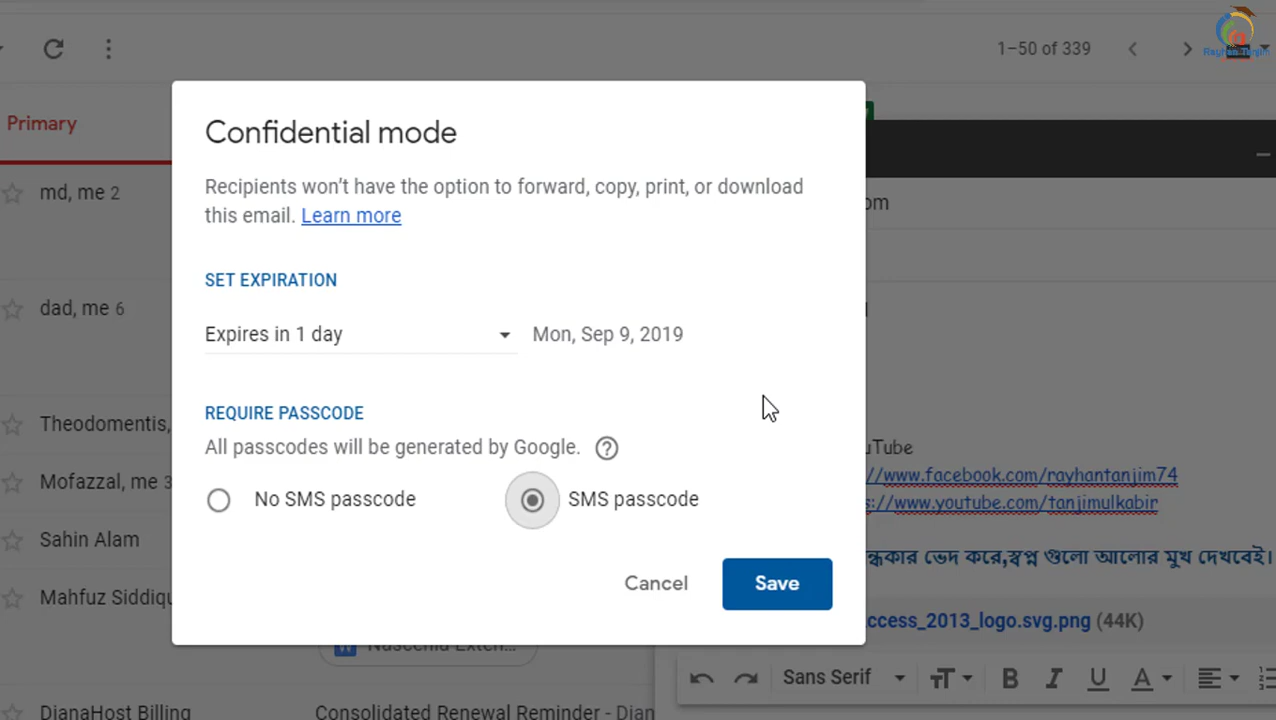 1–50 of 339
Rayhan Tanjim
Primary
Confidential mode
Recipients won't have the option to forward, copy, print, or download
this email. Learn more
SET EXPIRATION
Expires in 1 day
Mon, Sep 9, 2019
REQUIRE PASSCODE
All passcodes will be generated by Google.
No SMS passcode
SMS passcode
Cancel
Save
md, me 2
dad, me 6
Theodomentis,
Mofazzal, me 3
Sahin Alam
Mahfuz Siddiqu
DianaHost Billing
Consolidated Renewal Reminder - Dian
om
uTube
//www.facebook.com/rayhantanjim74
s://www.youtube.com/tanjimulkabir
ন্ধকার ভেদ করে,স্বপ্ন গুলো আলোর মুখ দেখবেই।
ccess_2013_logo.svg.png (44K)
Sans Serif